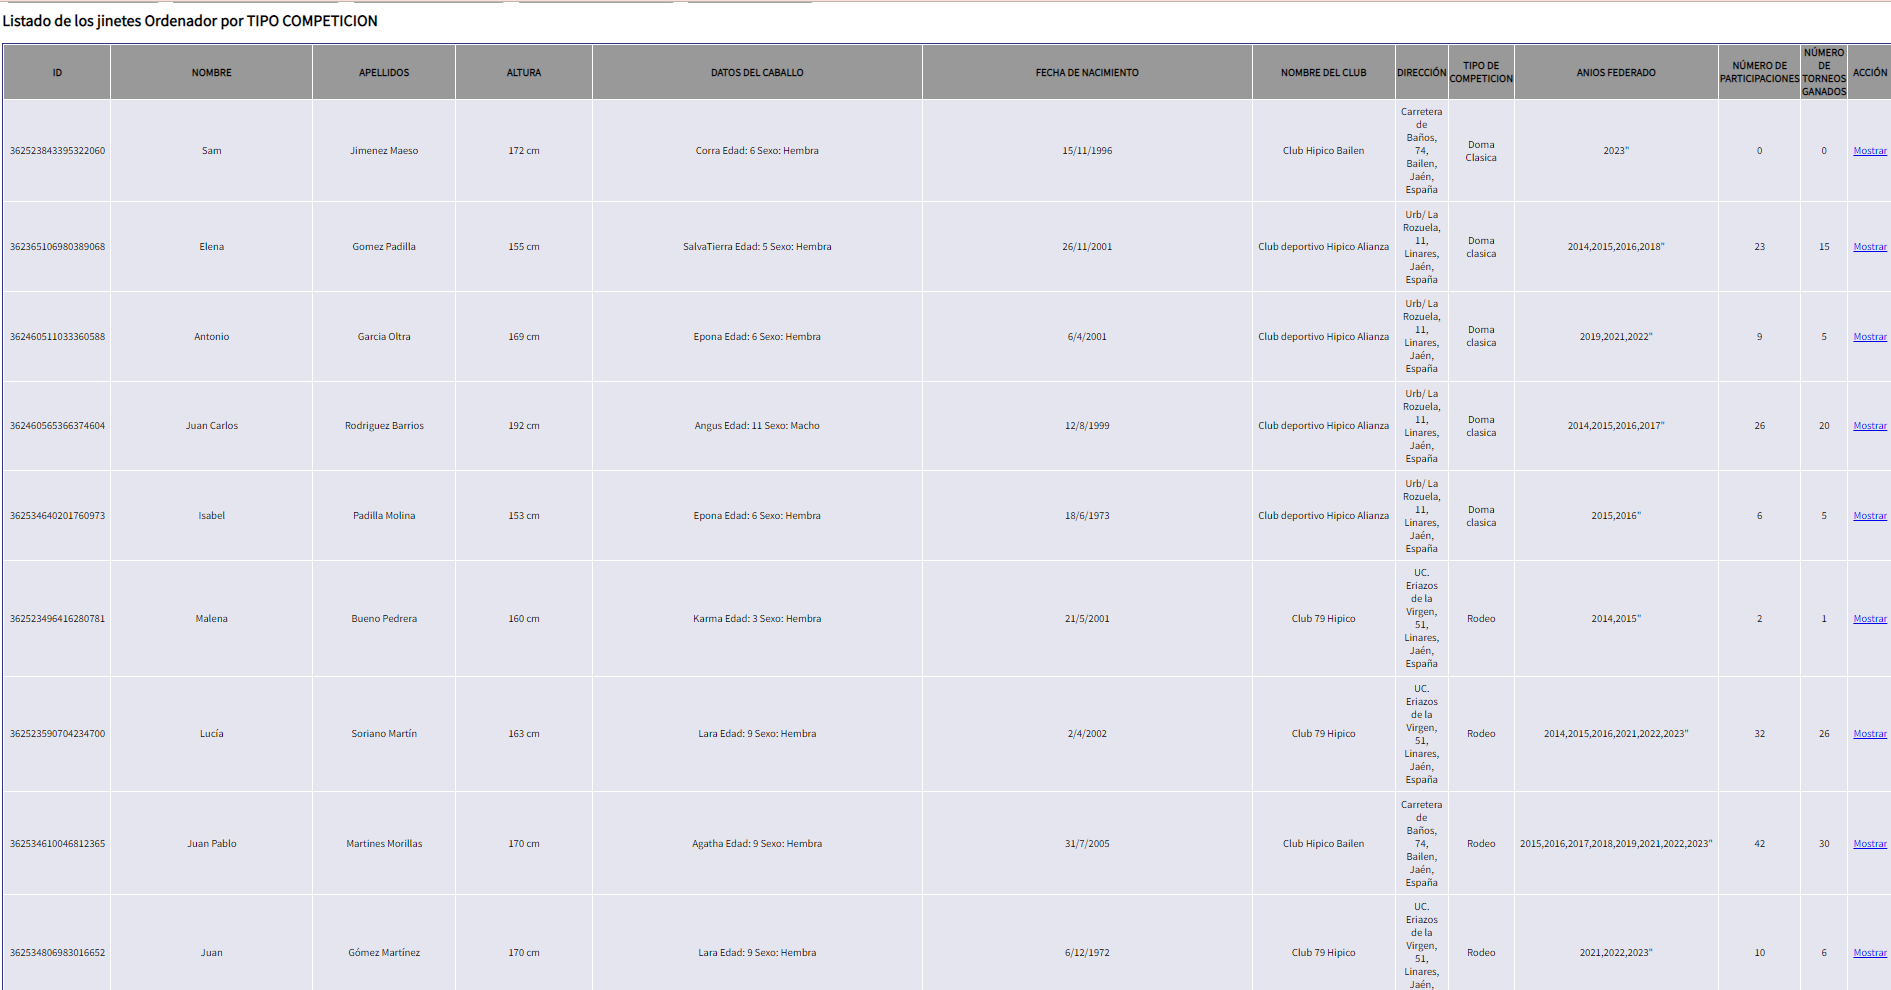 Listado de los jinetes Ordenador por TIPO COMPETICION
ID NOMBRE APELLIDOS ALTURA DATOS DEL CABALLO FECHA DE NACIMIENTO NOMBRE DEL CLUB DIRECCIÓN TIPO DE COMPETICION ANIOS FEDERADO NÚMERO DE PARTICIPACIONES NÚMERO DE TORNEOS GANADOS ACCIÓN
362523843395322060 Sam Jimenez Maeso 172 cm Corra Edad: 6 Sexo: Hembra 15/11/1996 Club Hipico Bailen Carretera de Baños, 74, Bailen, Jaén, España Doma Clasica 2023" 0 0 Mostrar
362365106980389068 Elena Gomez Padilla 155 cm SalvaTierra Edad: 5 Sexo: Hembra 26/11/2001 Club deportivo Hipico Alianza Urb/ La Rozuela, 11, Linares, Jaén, España Doma clasica 2014,2015,2016,2018" 23 15 Mostrar
362460511033360588 Antonio Garcia Oltra 169 cm Epona Edad: 6 Sexo: Hembra 6/4/2001 Club deportivo Hipico Alianza Urb/ La Rozuela, 11, Linares, Jaén, España Doma clasica 2019,2021,2022" 9 5 Mostrar
362460565366374604 Juan Carlos Rodriguez Barrios 192 cm Angus Edad: 11 Sexo: Macho 12/8/1999 Club deportivo Hipico Alianza Urb/ La Rozuela, 11, Linares, Jaén, España Doma clasica 2014,2015,2016,2017" 26 20 Mostrar
362534640201760973 Isabel Padilla Molina 153 cm Epona Edad: 6 Sexo: Hembra 18/6/1973 Club deportivo Hipico Alianza Urb/ La Rozuela, 11, Linares, Jaén, España Doma clasica 2015,2016" 6 5 Mostrar
362523496416280781 Malena Bueno Pedrera 160 cm Karma Edad: 3 Sexo: Hembra 21/5/2001 Club 79 Hipico UC. Eriazos de la Virgen, 51, Linares, Jaén, España Rodeo 2014,2015" 2 1 Mostrar
362523590704234700 Lucía Soriano Martín 163 cm Lara Edad: 9 Sexo: Hembra 2/4/2002 Club 79 Hipico UC. Eriazos de la Virgen, 51, Linares, Jaén, España Rodeo 2014,2015,2016,2021,2022,2023" 32 26 Mostrar
362534610046812365 Juan Pablo Martines Morillas 170 cm Agatha Edad: 9 Sexo: Hembra 31/7/2005 Club Hipico Bailen Carretera de Baños, 74, Bailen, Jaén, España Rodeo 2015,2016,2017,2018,2019,2021,2022,2023" 42 30 Mostrar
362534806983016652 Juan Gómez Martínez 170 cm Lara Edad: 9 Sexo: Hembra 6/12/1972 Club 79 Hipico UC. Eriazos de la Virgen, 51, Linares, Jaén, Rodeo 2021,2022,2023" 10 6 Mostrar